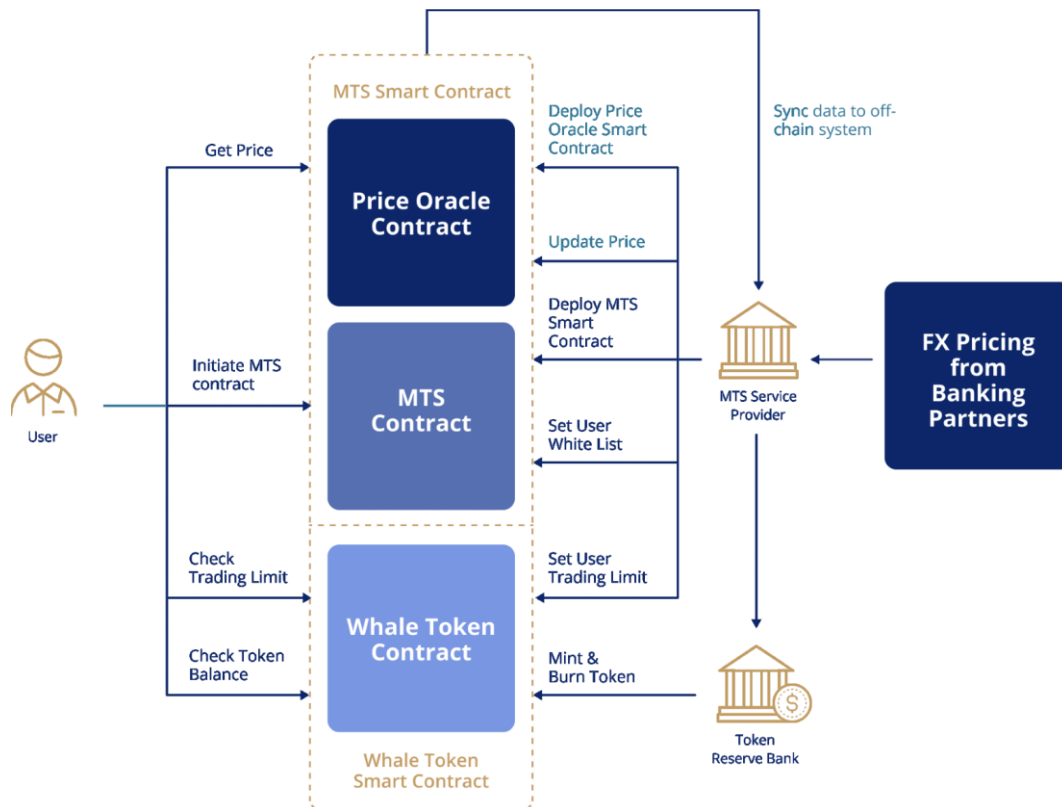 MTS Smart Contract
Deploy Price
Oracle Smart
Contract
Sync data to off-
chain system
Get Price
Price Oracle
Contract
Update Price
Deploy MTS
Smart
Contract
FX Pricing
from
Banking
Partners
Initiate MTS
contract
MTS
Contract
MTS Service
Provider
User
Set User
White List
Check
Trading Limit
Set User
Trading Limit
Whale Token
Contract
Check Token
Balance
Mint &
Burn Token
$
Token
Reserve Bank
Whale Token
Smart Contract